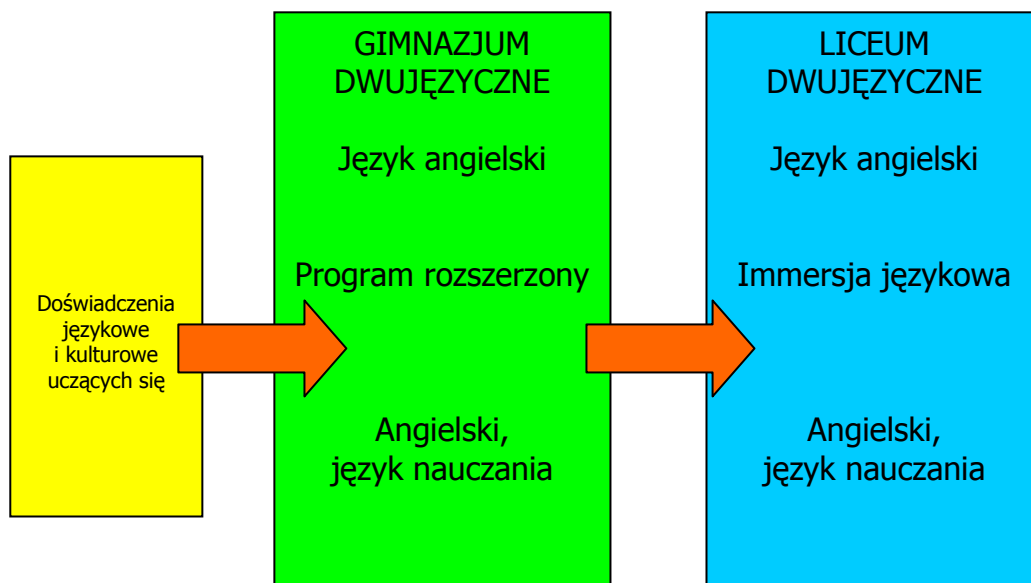 Doświadczenia
językowe
i kulturowe
uczących się
GIMNAZJUM
DWUJĘZYCZNE
Język angielski
Program rozszerzony
Angielski,
język nauczania
LICEUM
DWUJĘZYCZNE
Język angielski
Immersja językowa
Angielski,
język nauczania